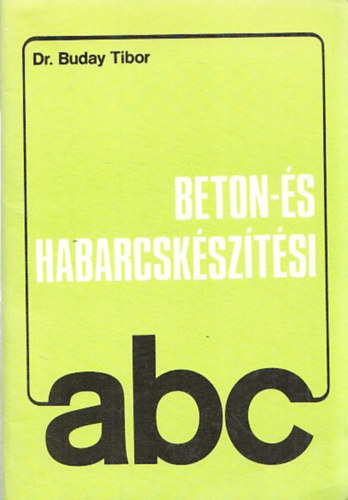 Dr. Buday Tibor
BETON-ÉS
HABARCSKÉSZÍTÉSI
abc